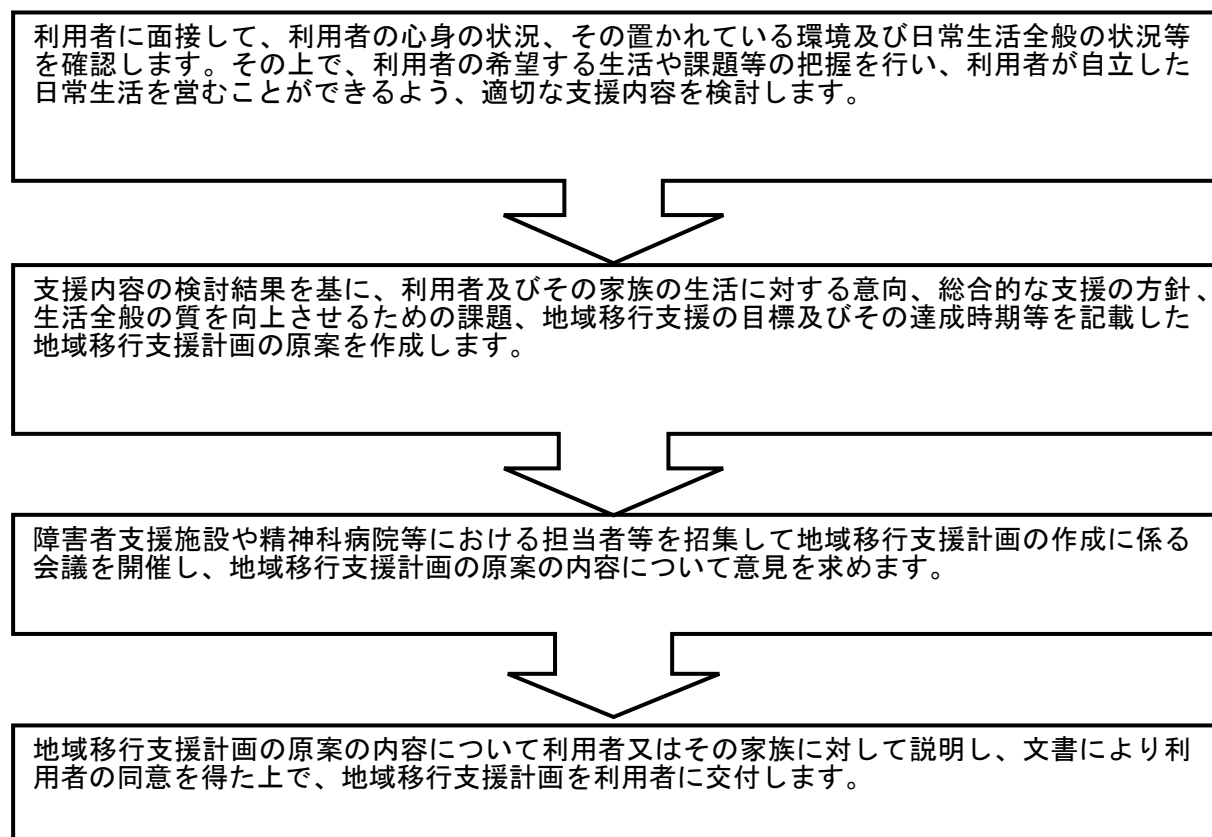 利用者に面接して、利用者の心身の状況、その置かれている環境及び日常生活全般の状況等
を確認します。その上で、利用者の希望する生活や課題等の把握を行い、利用者が自立した
日常生活を営むことができるよう、適切な支援内容を検討します。
支援内容の検討結果を基に、利用者及びその家族の生活に対する意向、総合的な支援の方針、
生活全般の質を向上させるための課題、地域移行支援の目標及びその達成時期等を記載した
地域移行支援計画の原案を作成します。
障害者支援施設や精神科病院等における担当者等を招集して地域移行支援計画の作成に係る
会議を開催し、地域移行支援計画の原案の内容について意見を求めます。
地域移行支援計画の原案の内容について利用者又はその家族に対して説明し、文書により利
用者の同意を得た上で、地域移行支援計画を利用者に交付します。